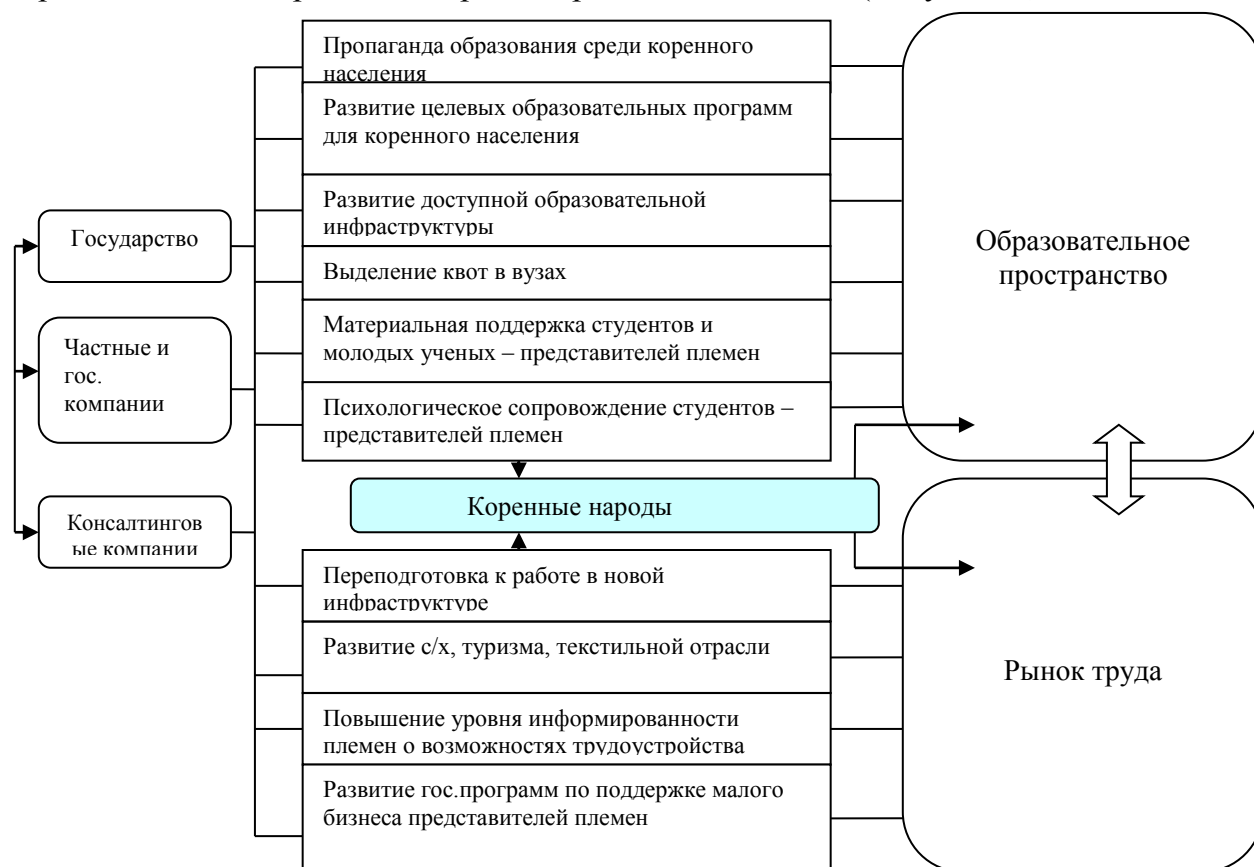 Пропаганда образования среди коренного
населения
Развитие целевых образовательных программ
для коренного населения
Развитие доступной образовательной
инфраструктуры
Государство
Образовательное
пространство
Выделение квот в вузах
Частные и
гос.
компании
Материальная поддержка студентов и
молодых ученых – представителей племен
Психологическое сопровождение студентов –
представителей племен
Коренные народы
Консалтингов
ые компании
Переподготовка к работе в новой
инфраструктуре
Развитие с/х, туризма, текстильной отрасли
Рынок труда
Повышение уровня информированности
племен о возможностях трудоустройства
Развитие гос.программ по поддержке малого
бизнеса представителей племен